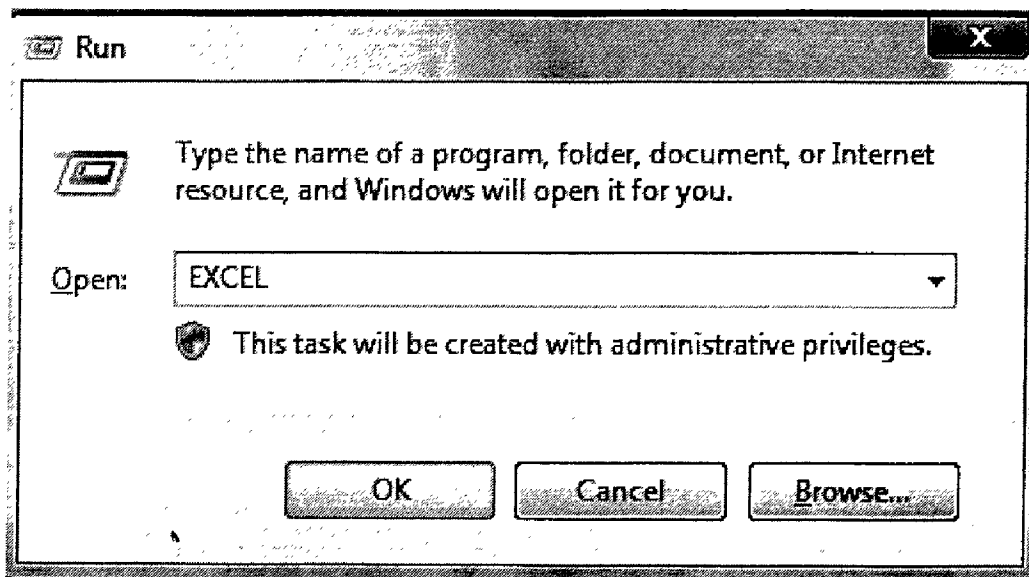 Run
X
Type the name of a program, folder, document, or Internet
resource, and Windows will open it for you.
Open:
EXCEL
This task will be created with administrative privileges.
OK
Cancel
Browse...